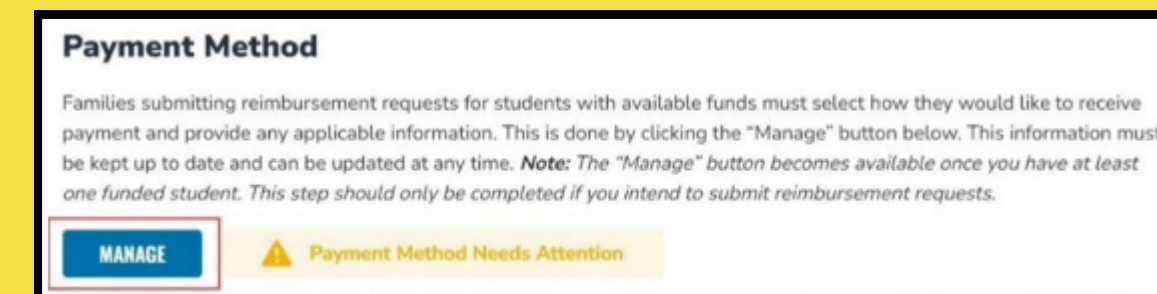 Payment Method
Families submitting reimbursement requests for students with available funds must select how they would like to receive
payment and provide any applicable information. This is done by clicking the “Manage” button below. This information must
be kept up to date and can be updated at any time. Note: The “Manage” button becomes available once you have at least
one funded student. This step should only be completed if you intend to submit reimbursement requests.
MANAGE
Payment Method Needs Attention